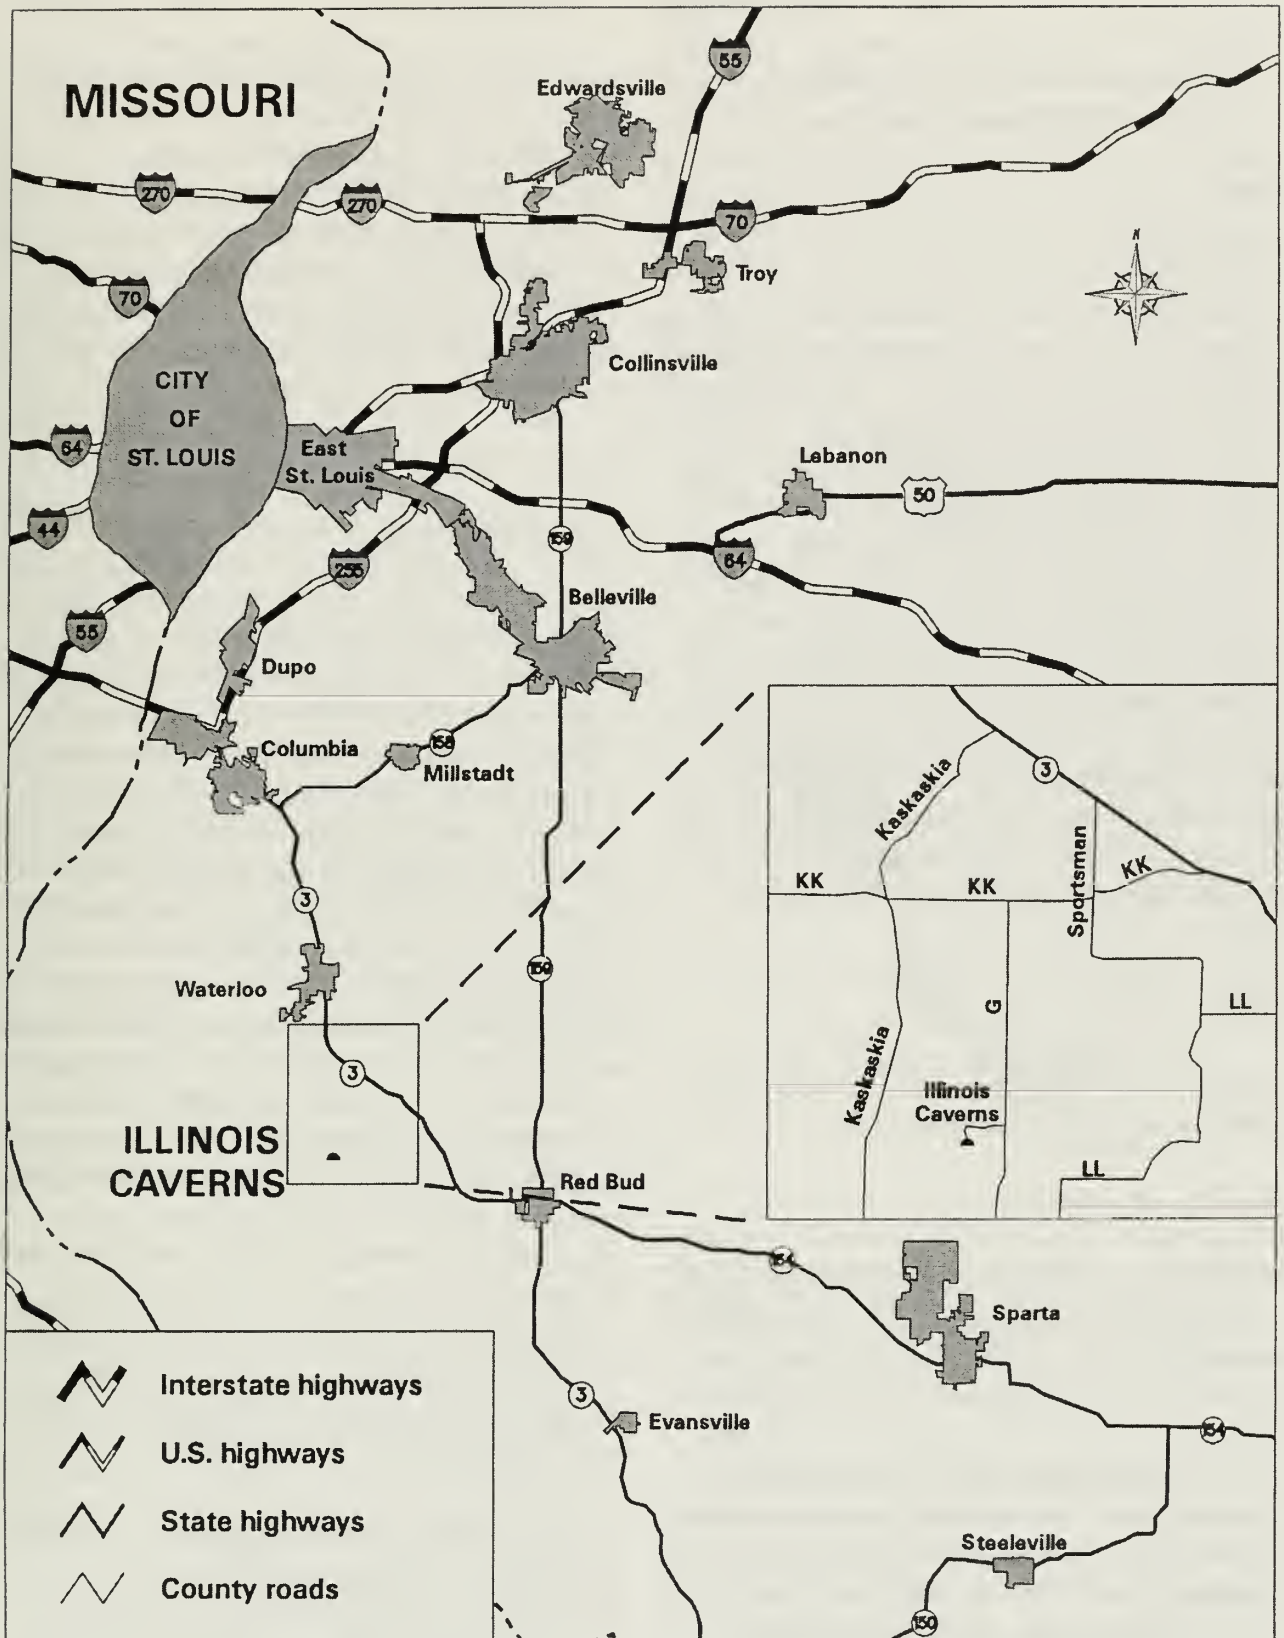 55
Edwardsville
MISSOURI
270
270
70
N
Troy
70
Collinsville
CITY
OF
ST. LOUIS
64
East
St. Louis
Lebanon
50
44
159
64
255
Belleville
55
Dupo
Columbia
158
Millstadt
3
Kaskaskia
Sportsman
KK
KK
KK
3
159
Waterloo
G
LL
Kaskaskia
3
Illinois
Caverns
ILLINOIS
CAVERNS
LL
Red Bud
154
Sparta
Interstate highways
3
Evansville
154
U.S. highways
State highways
Steeleville
County roads
150